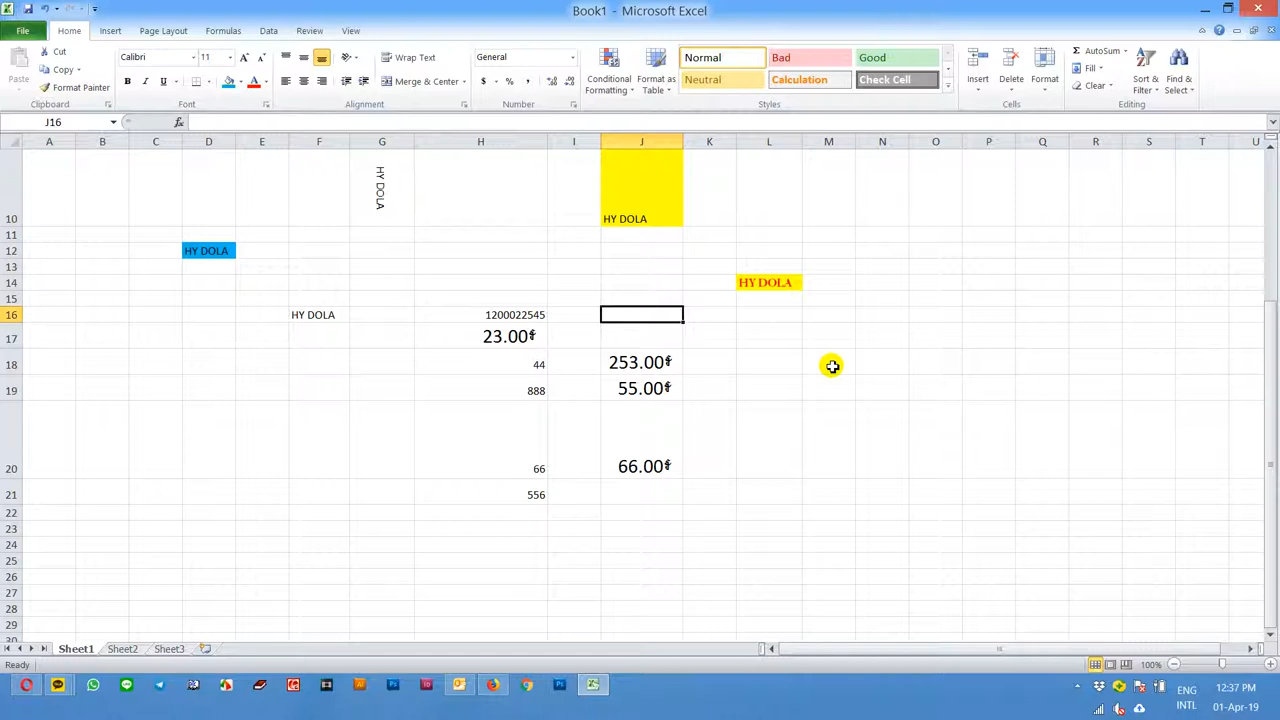 Book1 - Microsoft Excel
File Home Insert Page Layout Formulas Data Review View
Paste
Cut
Copy
Format Painter
Clipboard
Calibri 11
B I U
Font
Wrap Text
Merge & Center
Alignment
General
$ % ,
Number
Conditional Formatting
Format as Table
Normal Bad Good
Neutral Calculation Check Cell
Styles
Insert Delete Format
Cells
AutoSum
Fill
Clear
Sort & Filter
Find & Select
Editing
J16 fx
A B C D E F G H I J K L M N O P Q R S T U
HY DOLA
10 HY DOLA
11
12 HY DOLA
13
14 HY DOLA
15
16 HY DOLA 1200022545
17 23.00៛
18 44 253.00៛
19 888 55.00៛
20 66 66.00៛
21 556
22
23
24
25
26
27
28
29
30
Sheet1 Sheet2 Sheet3
Ready 100%
ENG
INTL
12:37 PM
01-Apr-19